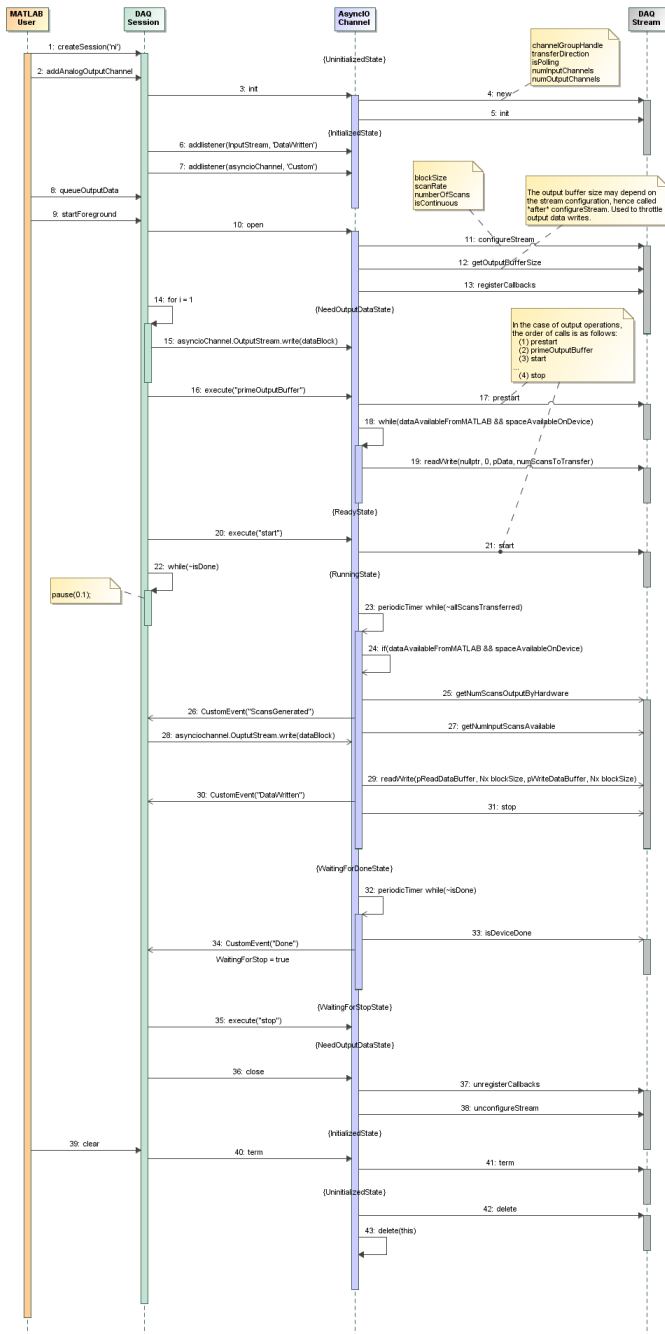 MATLAB
User
DAQ
Session
AsyncIO
Channel
DAQ
Stream
1: createSession('ni')
{UninitializedState}
channelGroupHandle
transferDirection
isPolling
numInputChannels
numOutputChannels
2: addAnalogOutputChannel
3: init
4: new
5: init
{InitializedState}
6: addlistener(InputStream, 'DataWritten')
7: addlistener(asyncioChannel, 'Custom')
blockSize
scanRate
numberOfScans
isContinuous
The output buffer size may depend on
the stream configuration, hence called
*after* configureStream. Used to throttle
output data writes.
8: queueOutputData
9: startForeground
10: open
11: configureStream
12: getOutputBufferSize
13: registerCallbacks
14: for i = 1
{NeedOutputDataState}
In the case of output operations,
the order of calls is as follows:
(1) prestart
(2) primeOutputBuffer
(3) start
...
(4) stop
15: asyncioChannel.OutputStream.write(dataBlock)
16: execute("primeOutputBuffer")
17: prestart
18: while(dataAvailableFromMATLAB && spaceAvailableOnDevice)
19: readWrite(nullptr, 0, pData, numScansToTransfer)
{ReadyState}
20: execute("start")
21: start
22: while(~isDone)
{RunningState}
pause(0.1);
23: periodicTimer while(~allScansTransferred)
24: if(dataAvailableFromMATLAB && spaceAvailableOnDevice)
25: getNumScansOutputByHardware
26: CustomEvent("ScansGenerated")
27: getNumInputScansAvailable
28: asynciochannel.OuptutStream.write(dataBlock)
29: readWrite(pReadDataBuffer, Nx blockSize, pWriteDataBuffer, Nx blockSize)
30: CustomEvent("DataWritten")
31: stop
{WaitingForDoneState}
32: periodicTimer while(~isDone)
33: isDeviceDone
34: CustomEvent("Done")
WaitingForStop = true
{WaitingForStopState}
35: execute("stop")
{NeedOutputDataState}
36: close
37: unregisterCallbacks
38: unconfigureStream
{InitializedState}
39: clear
40: term
41: term
{UninitializedState}
42: delete
43: delete(this)